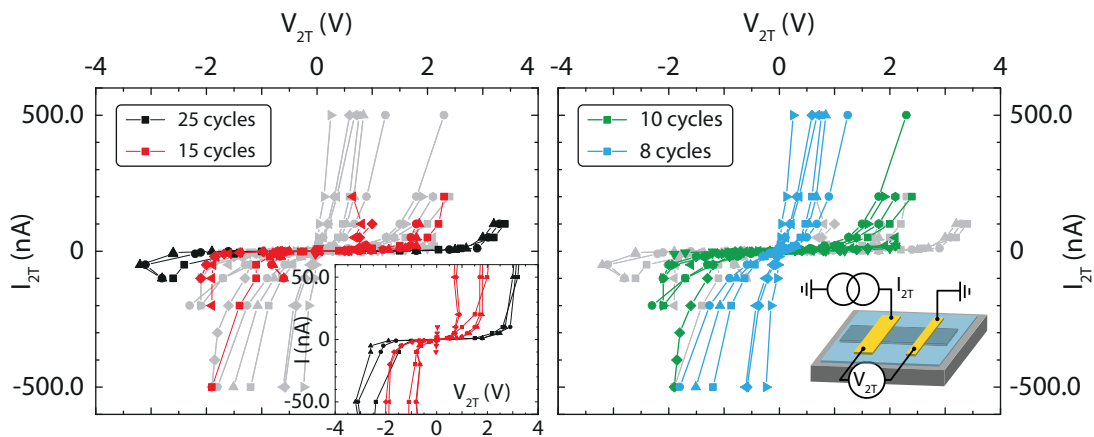 V2T (V)
V2T (V)
-4 -2 0 2 4
-4 -2 0 2 4
25 cycles
15 cycles
10 cycles
8 cycles
500.0
0
-500.0
I2T (nA)
50.0
0
-50.0
I (nA)
V2T (V)
-4 -2 0 2 4
I2T
V2T
500.0
0
-500.0
I2T (nA)